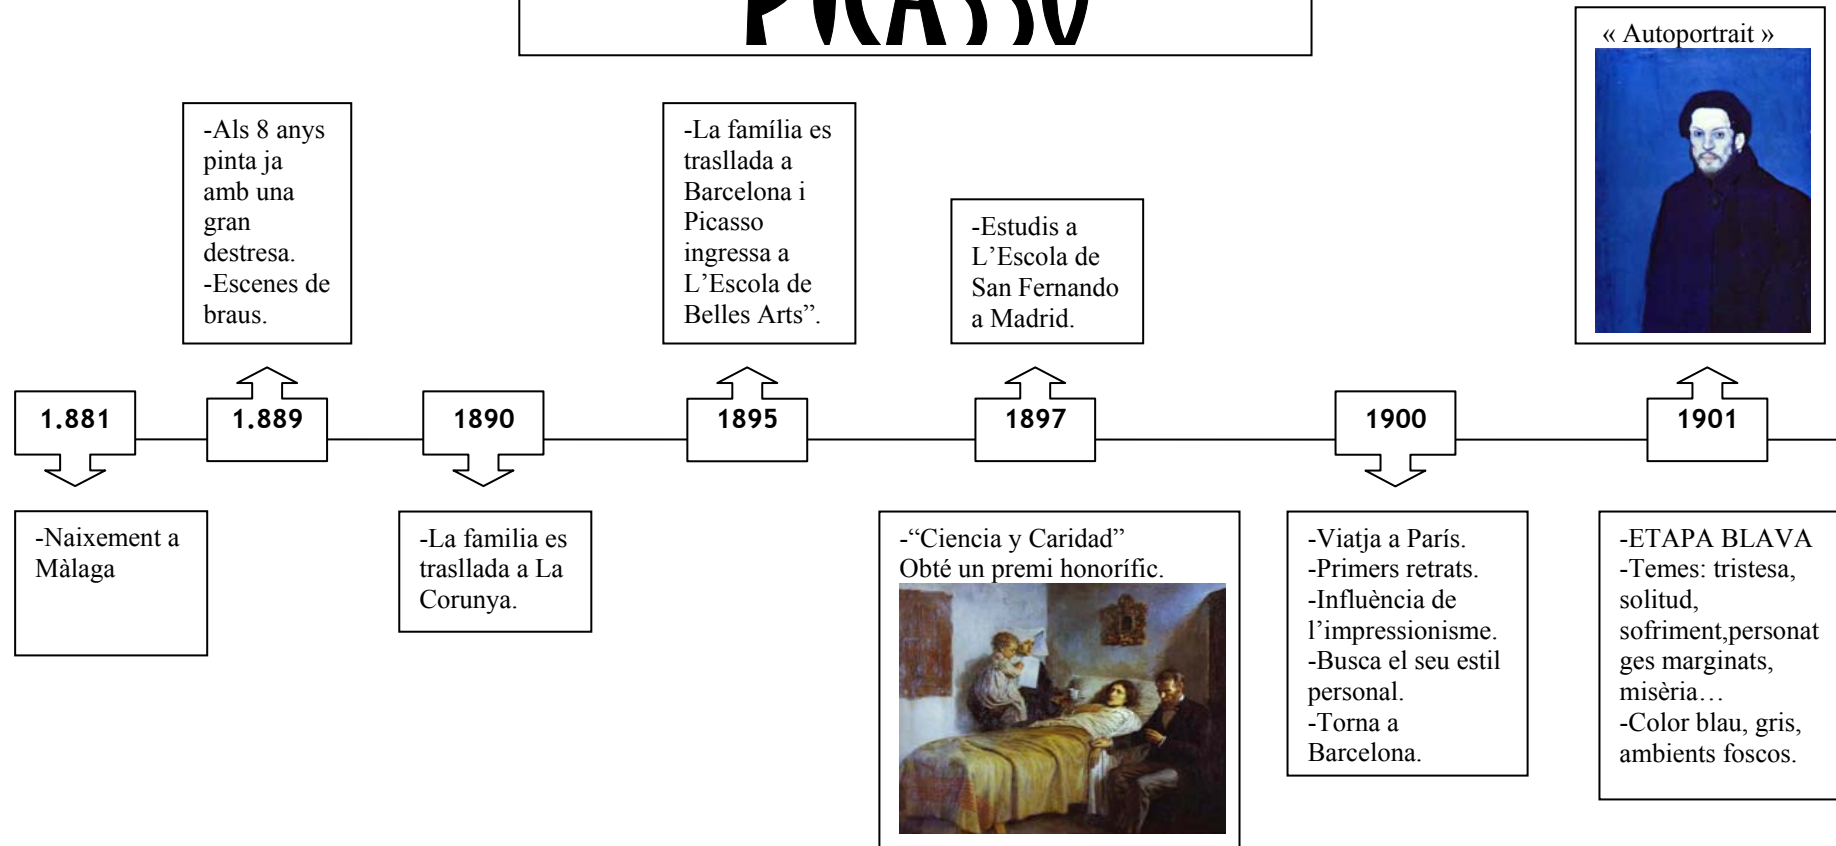 PICASSO
« Autoportrait »
-Als 8 anys
pinta ja
amb una
gran
destresa.
-Escenes de
braus.
-La família es
trasllada a
Barcelona i
Picasso
ingressa a
L’Escola de
Belles Arts”.
-Estudis a
L’Escola de
San Fernando
a Madrid.
1.881
1.889
1890
1895
1897
1900
1901
-Naixement a
Màlaga
-La familia es
trasllada a La
Corunya.
-“Ciencia y Caridad”
Obté un premi honorífic.
-Viatja a París.
-Primers retrats.
-Influència de
l’impressionisme.
-Busca el seu estil
personal.
-Torna a
Barcelona.
-ETAPA BLAVA
-Temes: tristesa,
solitud,
sofriment,personat
ges marginats,
misèria…
-Color blau, gris,
ambients foscos.